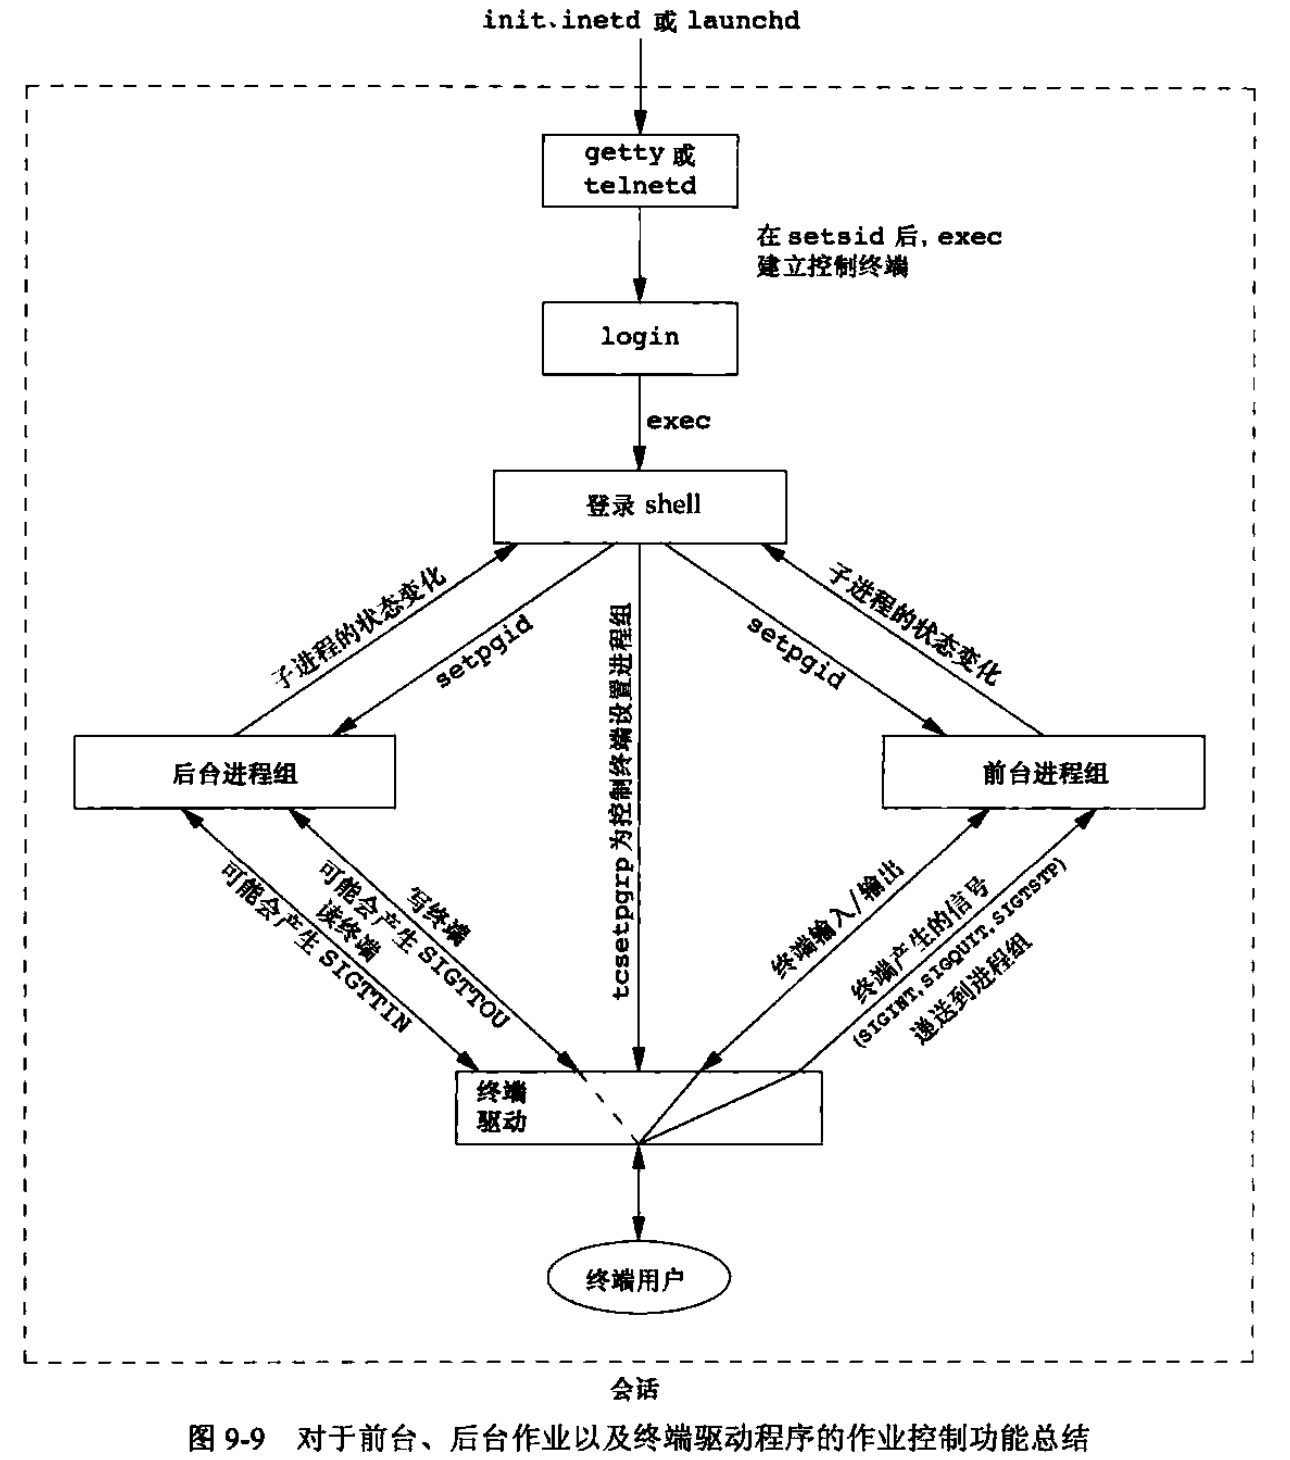 init、inetd 或 launchd
getty 或
telnetd
在 setsid 后, exec
建立控制终端
login
exec
登录 shell
子进程的状态变化
setpgid
tcsetpgrp 为控制终端设置进程组
setpgid
子进程的状态变化
后台进程组
前台进程组
读终端
可能会产生 SIGTTIN
写终端
可能会产生 SIGTTOU
终端输入/输出
终端产生的信号
(SIGINT,SIGQUIT,SIGTSTP)
递送到进程组
终端
驱动
终端用户
会话
图 9-9 对于前台、后台作业以及终端驱动程序的作业控制功能总结